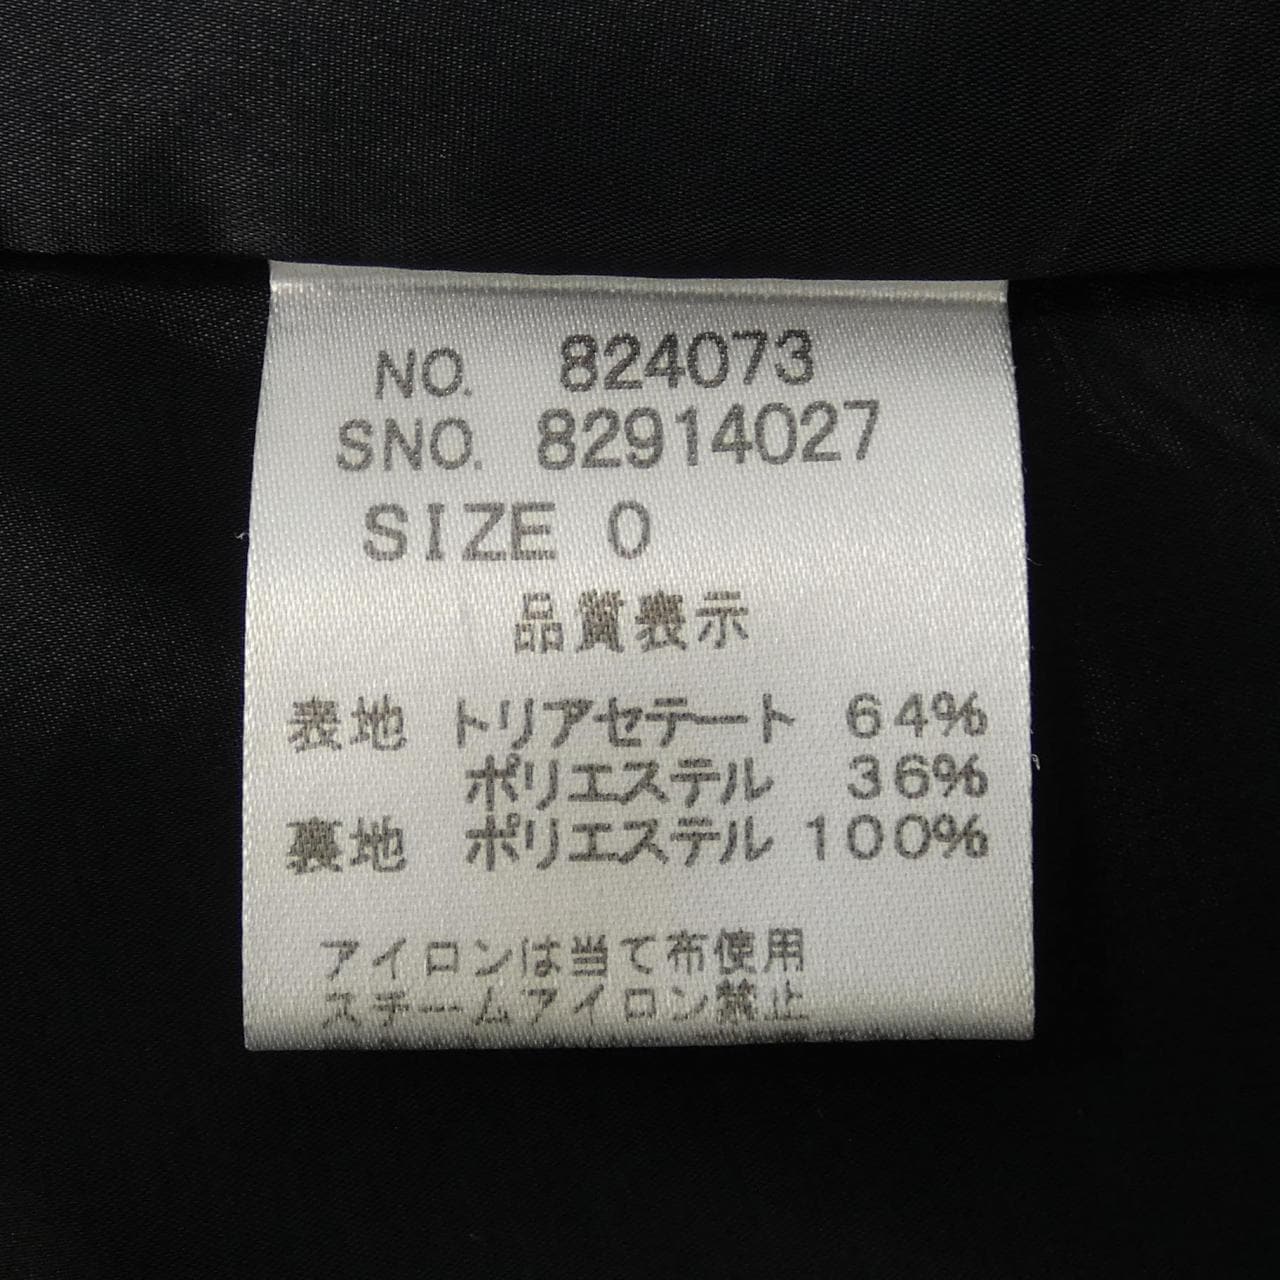 NO. 824073
SNO. 82914027
SIZE 0
品質表示
表地 トリアセテート 64%
ポリエステル 36%
裏地 ポリエステル 100%
アイロンは当て布使用
スチームアイロン禁止